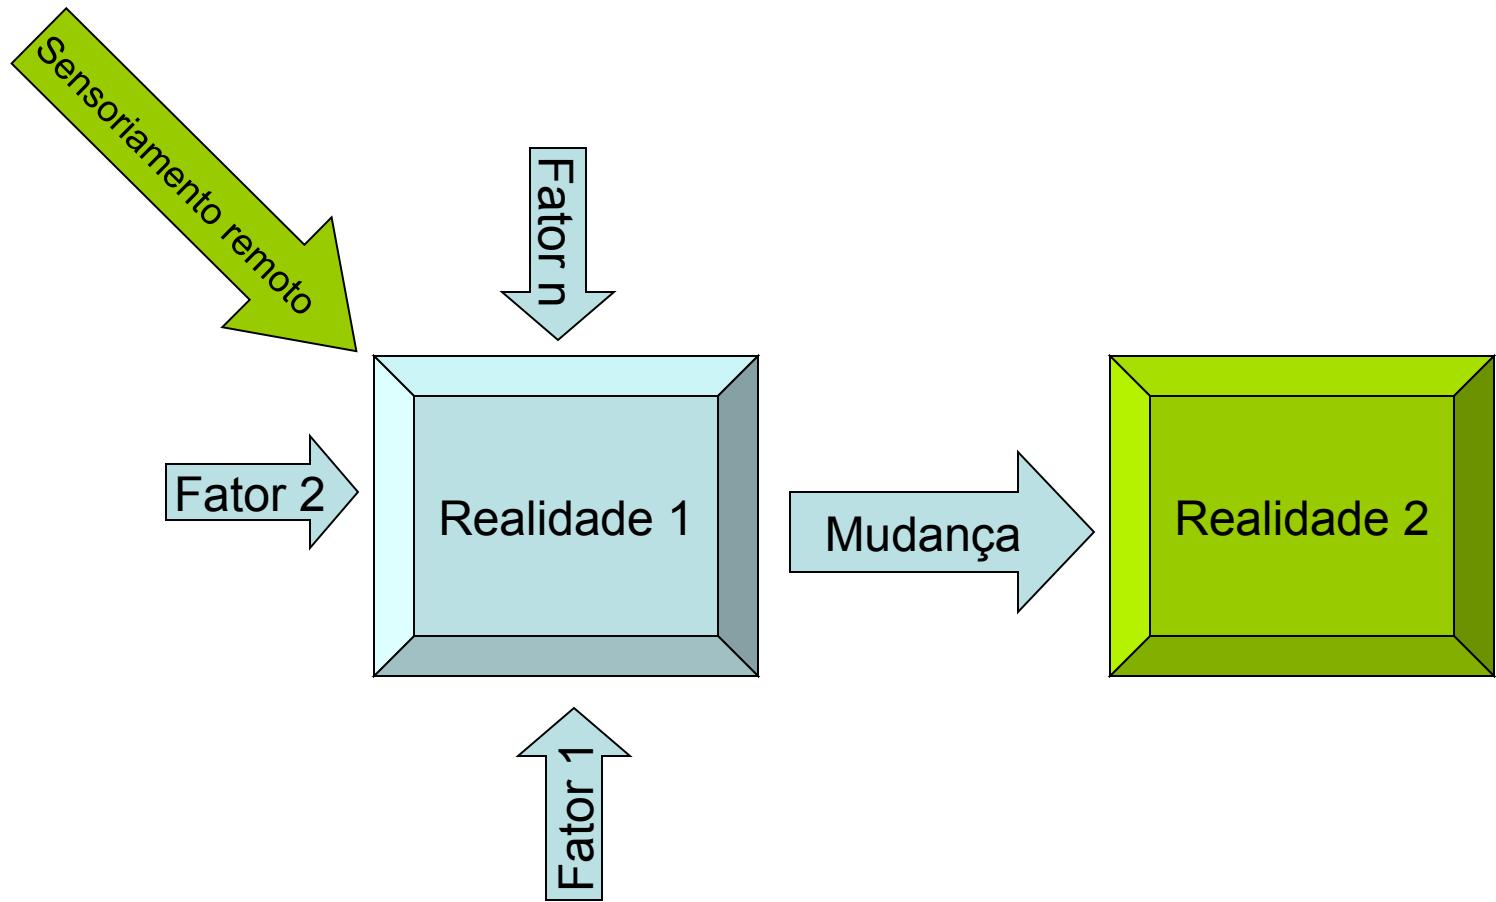 Sensoriamento remoto
Fator n
Fator 2
Realidade 1
Mudança
Realidade 2
Fator 1